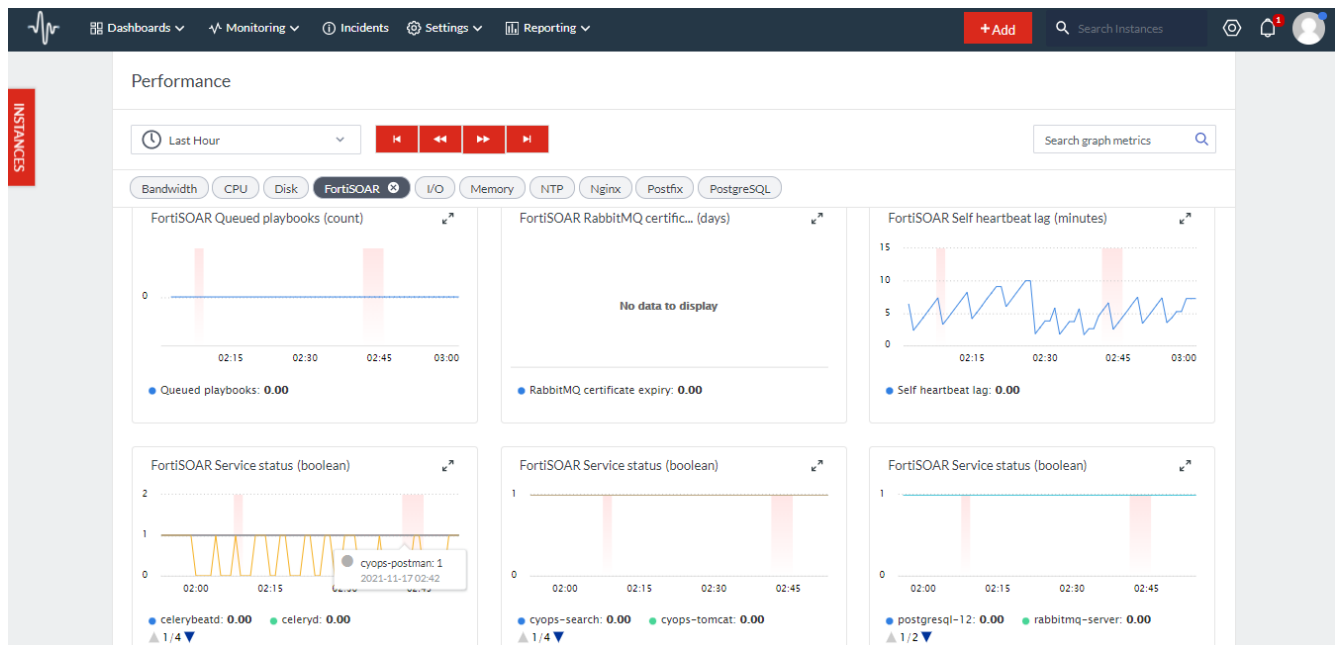 Dashboards Monitoring Incidents Settings Reporting +Add Search Instances 1
Performance
INSTANCES
Last Hour
Search graph metrics
Bandwidth CPU Disk FortiSOAR I/O Memory NTP Nginx Postfix PostgreSQL
FortiSOAR Queued playbooks (count)
0
02:15 02:30 02:45 03:00
Queued playbooks: 0.00
FortiSOAR RabbitMQ certific... (days)
No data to display
RabbitMQ certificate expiry: 0.00
FortiSOAR Self heartbeat lag (minutes)
15
10
5
0
02:15 02:30 02:45 03:00
Self heartbeat lag: 0.00
FortiSOAR Service status (boolean)
2
1
0
cyops-postman: 1
2021-11-17 02:42
02:00 02:15
celerybeatd: 0.00 celeryd: 0.00
1/4
FortiSOAR Service status (boolean)
1
0
02:00 02:15 02:30 02:45
cyops-search: 0.00 cyops-tomcat: 0.00
1/4
FortiSOAR Service status (boolean)
1
0
02:00 02:15 02:30 02:45
postgresql-12: 0.00 rabbitmq-server: 0.00
1/2